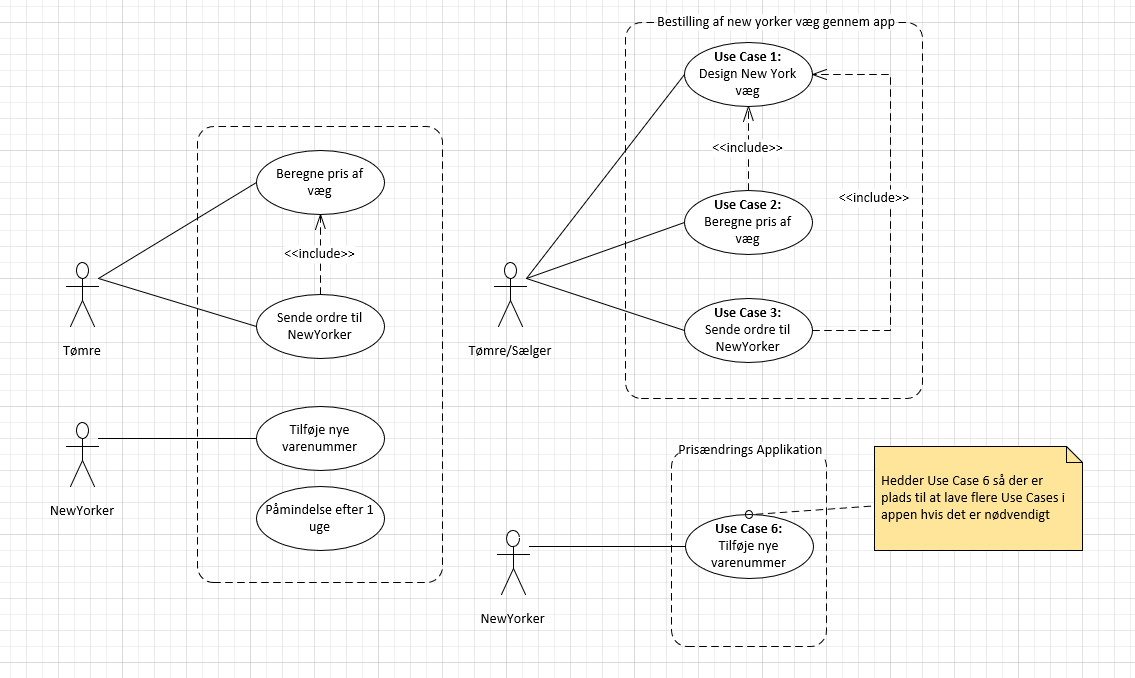 Bestilling af new yorker væg gennem app
Use Case 1:
Design New York
væg
<<include>>
Use Case 2:
Beregne pris af
væg
<<include>>
Use Case 3:
Sende ordre til
NewYorker
Tømre/Sælger
Beregne pris af
væg
<<include>>
Sende ordre til
NewYorker
Tømre
Tilføje nye
varenummer
NewYorker
Påmindelse efter 1
uge
Prisændrings Applikation
Use Case 6:
Tilføje nye
varenummer
NewYorker
Hedder Use Case 6 så der er
plads til at lave flere Use Cases i
appen hvis det er nødvendigt